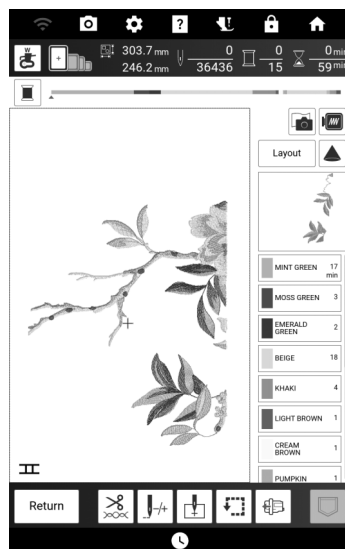 ?
W
303.7 mm
246.2 mm
0
36436
0
15
0 min
59 min
Layout
MINT GREEN 17 min
MOSS GREEN 3
EMERALD GREEN 2
BEIGE 18
KHAKI 4
LIGHT BROWN 1
CREAM BROWN 1
PUMPKIN 1
Return
-/+